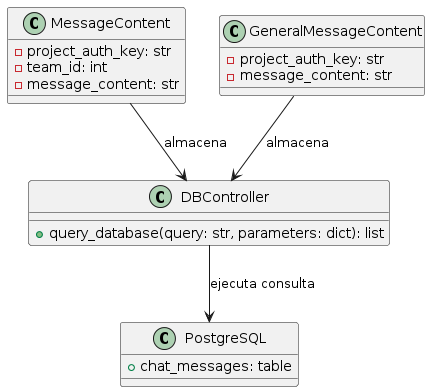 C MessageContent
project_auth_key: str
team_id: int
message_content: str
C GeneralMessageContent
project_auth_key: str
message_content: str
almacena
almacena
C DBController
query_database(query: str, parameters: dict): list
ejecuta consulta
C PostgreSQL
chat_messages: table